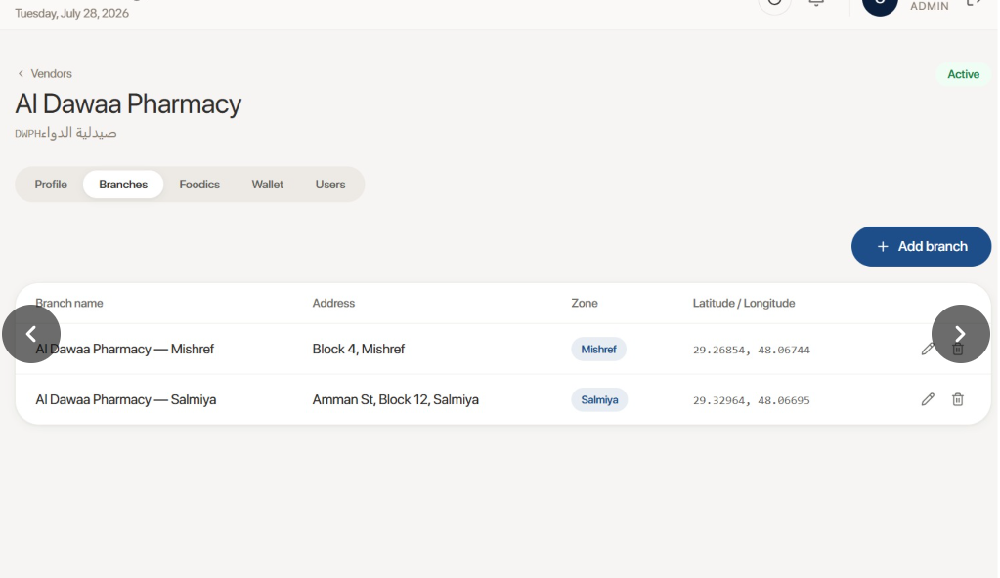 Tuesday, July 28, 2026
ADMIN
Vendors
Active
Al Dawaa Pharmacy
DWPH صيدلية الدواء
Profile Branches Foodics Wallet Users
+ Add branch
Branch name Address Zone Latitude / Longitude
Al Dawaa Pharmacy — Mishref Block 4, Mishref Mishref 29.26854, 48.06744
Al Dawaa Pharmacy — Salmiya Amman St, Block 12, Salmiya Salmiya 29.32964, 48.06695